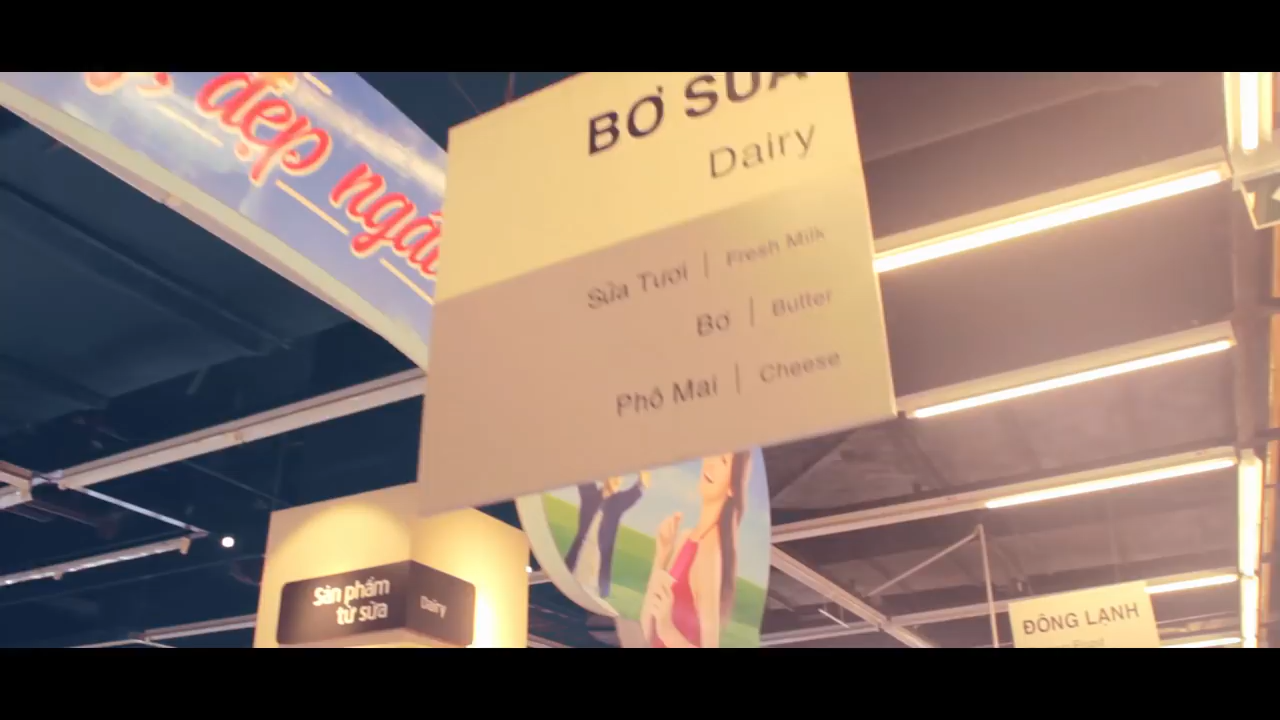 đẹp
BƠ SỮA
Dairy
Sữa Tươi | Fresh Milk
Bơ | Butter
Phô Mai | Cheese
Sản phẩm
từ sữa
Dairy
ĐÔNG LẠNH